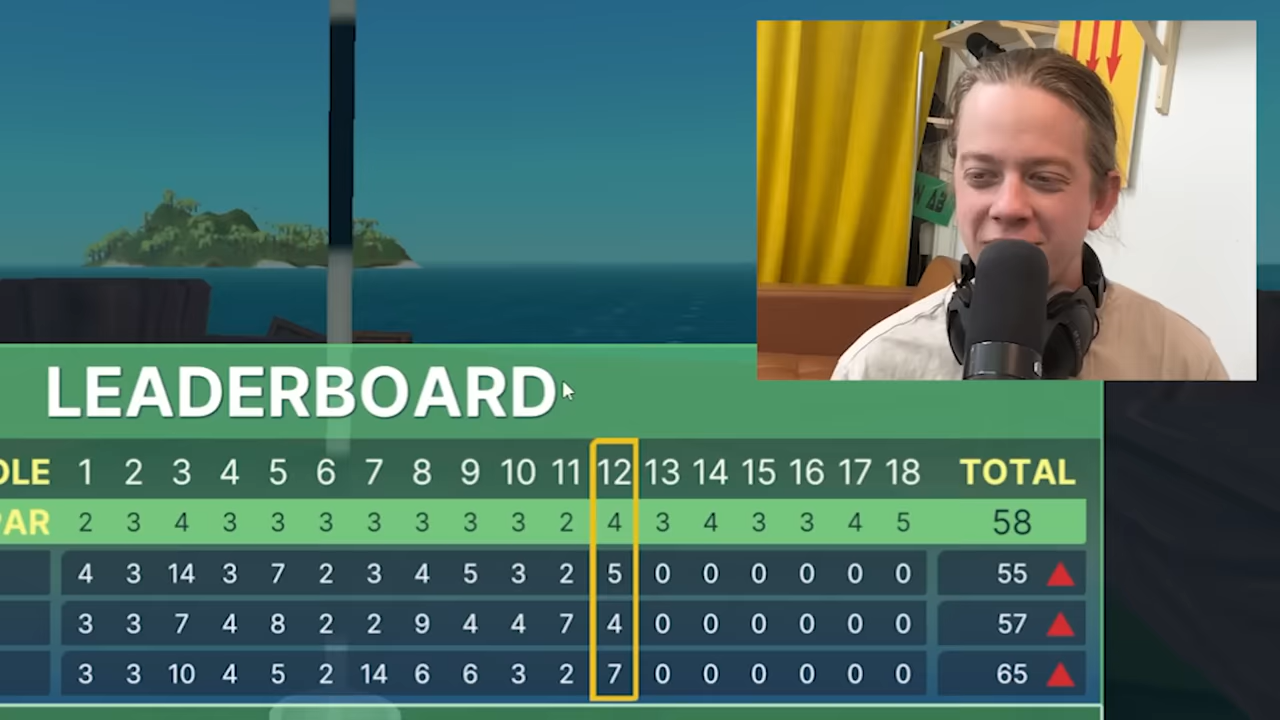 LEADERBOARD
OLE 1 2 3 4 5 6 7 8 9 10 11 12 13 14 15 16 17 18 TOTAL
PAR 2 3 4 3 3 3 3 3 3 3 2 4 3 4 3 3 4 5 58
4 3 14 3 7 2 3 4 5 3 2 5 0 0 0 0 0 0 55
3 3 7 4 8 2 2 9 4 4 7 4 0 0 0 0 0 0 57
3 3 10 4 5 2 14 6 6 3 2 7 0 0 0 0 0 0 65